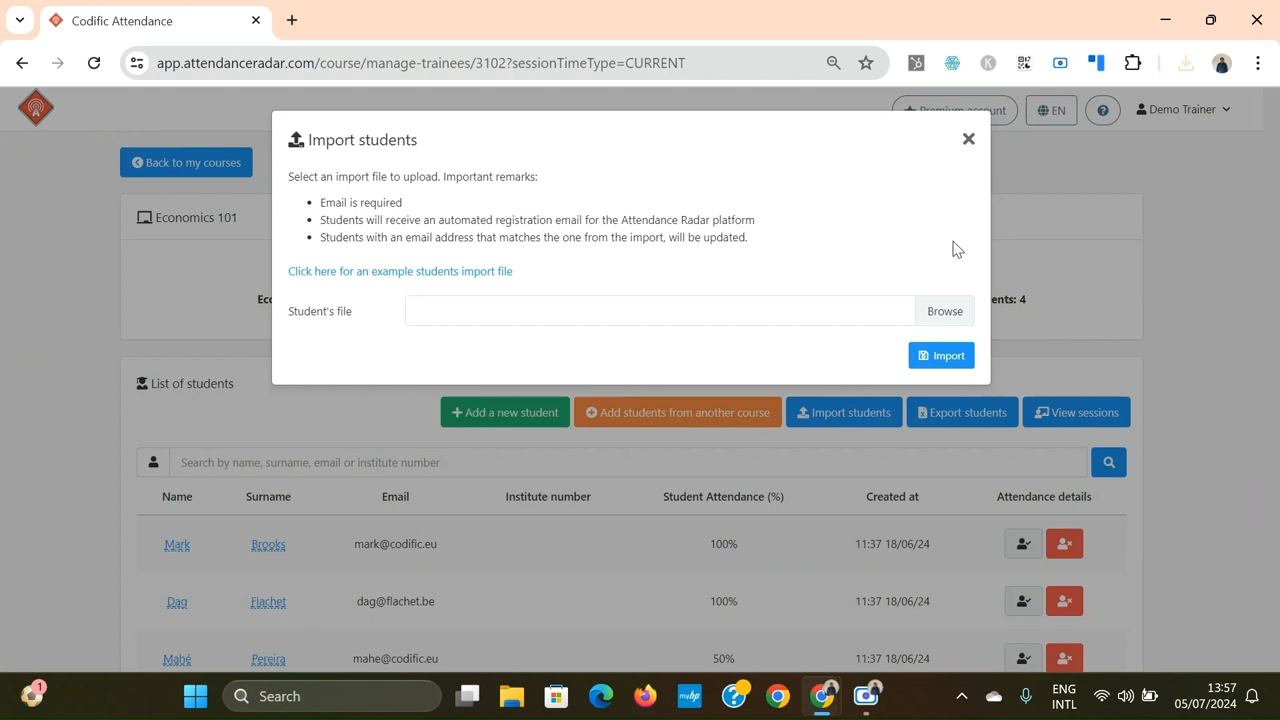 Codific Attendance
app.attendanceradar.com/course/manage-trainees/3102?sessionTimeType=CURRENT
Premium account
EN
Demo Trainer
Back to my courses
Import students
Select an import file to upload. Important remarks:
Email is required
Students will receive an automated registration email for the Attendance Radar platform
Students with an email address that matches the one from the import, will be updated.
Click here for an example students import file
Student's file
Browse
Import
Economics 101
Ec
ents: 4
List of students
Add a new student
Add students from another course
Import students
Export students
View sessions
Search by name, surname, email or institute number
Name Surname Email Institute number Student Attendance (%) Created at Attendance details
Mark Brooks mark@codific.eu 100% 11:37 18/06/24
Dag Flachet dag@flachet.be 100% 11:37 18/06/24
Mahé Pereira mahe@codific.eu 50% 11:37 18/06/24
1
Search
myhp
ENG
INTL
13:57
05/07/2024